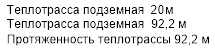 Теплотрасса подземная  20м
Теплотрасса подземная  92,2 м
Протяженность теплотрассы 92,2 м